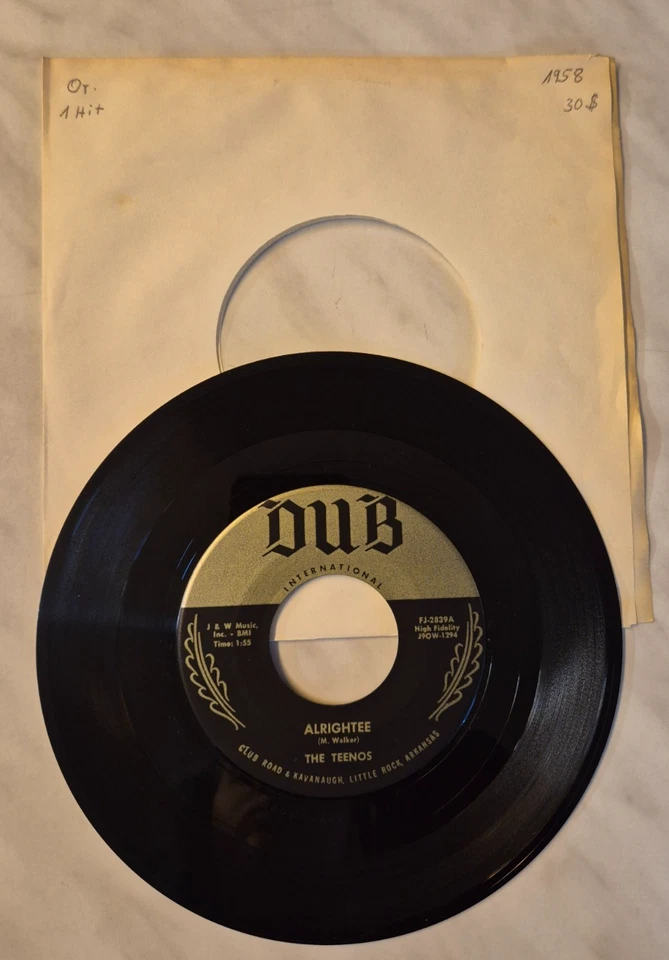 Or.
1 Hit
1958
30 $
DUB
INTERNATIONAL
J & W Music,
Inc. - BMI
Time: 1:55
FJ-2839A
High Fidelity
J9OW-1294
ALRIGHTEE
(M. Walker)
THE TEENOS
CLUB ROAD & KAVANAUGH, LITTLE ROCK, ARKANSAS